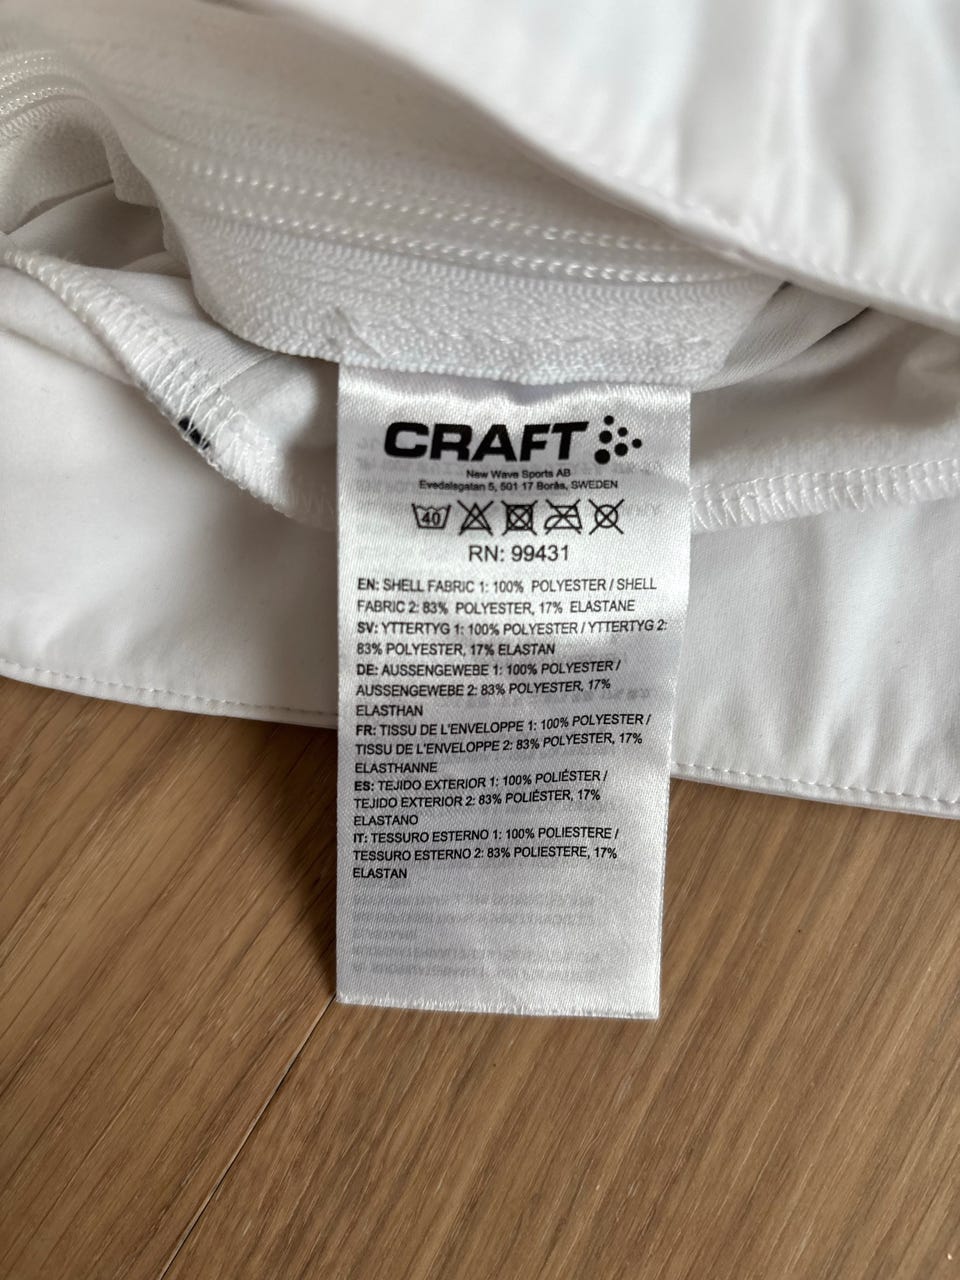 CRAFT
New Wave Sports AB
Evedalsgatan 5, 501 17 Borås, SWEDEN
40
RN: 99431
EN: SHELL FABRIC 1: 100% POLYESTER / SHELL
FABRIC 2: 83% POLYESTER, 17% ELASTANE
SV: YTTERTYG 1: 100% POLYESTER / YTTERTYG 2:
83% POLYESTER, 17% ELASTAN
DE: AUSSENGEWEBE 1: 100% POLYESTER /
AUSSENGEWEBE 2: 83% POLYESTER, 17%
ELASTHAN
FR: TISSU DE L'ENVELOPPE 1: 100% POLYESTER /
TISSU DE L'ENVELOPPE 2: 83% POLYESTER, 17%
ELASTHANNE
ES: TEJIDO EXTERIOR 1: 100% POLIÉSTER /
TEJIDO EXTERIOR 2: 83% POLIÉSTER, 17%
ELASTANO
IT: TESSURO ESTERNO 1: 100% POLIESTERE /
TESSURO ESTERNO 2: 83% POLIESTERE, 17%
ELASTAN